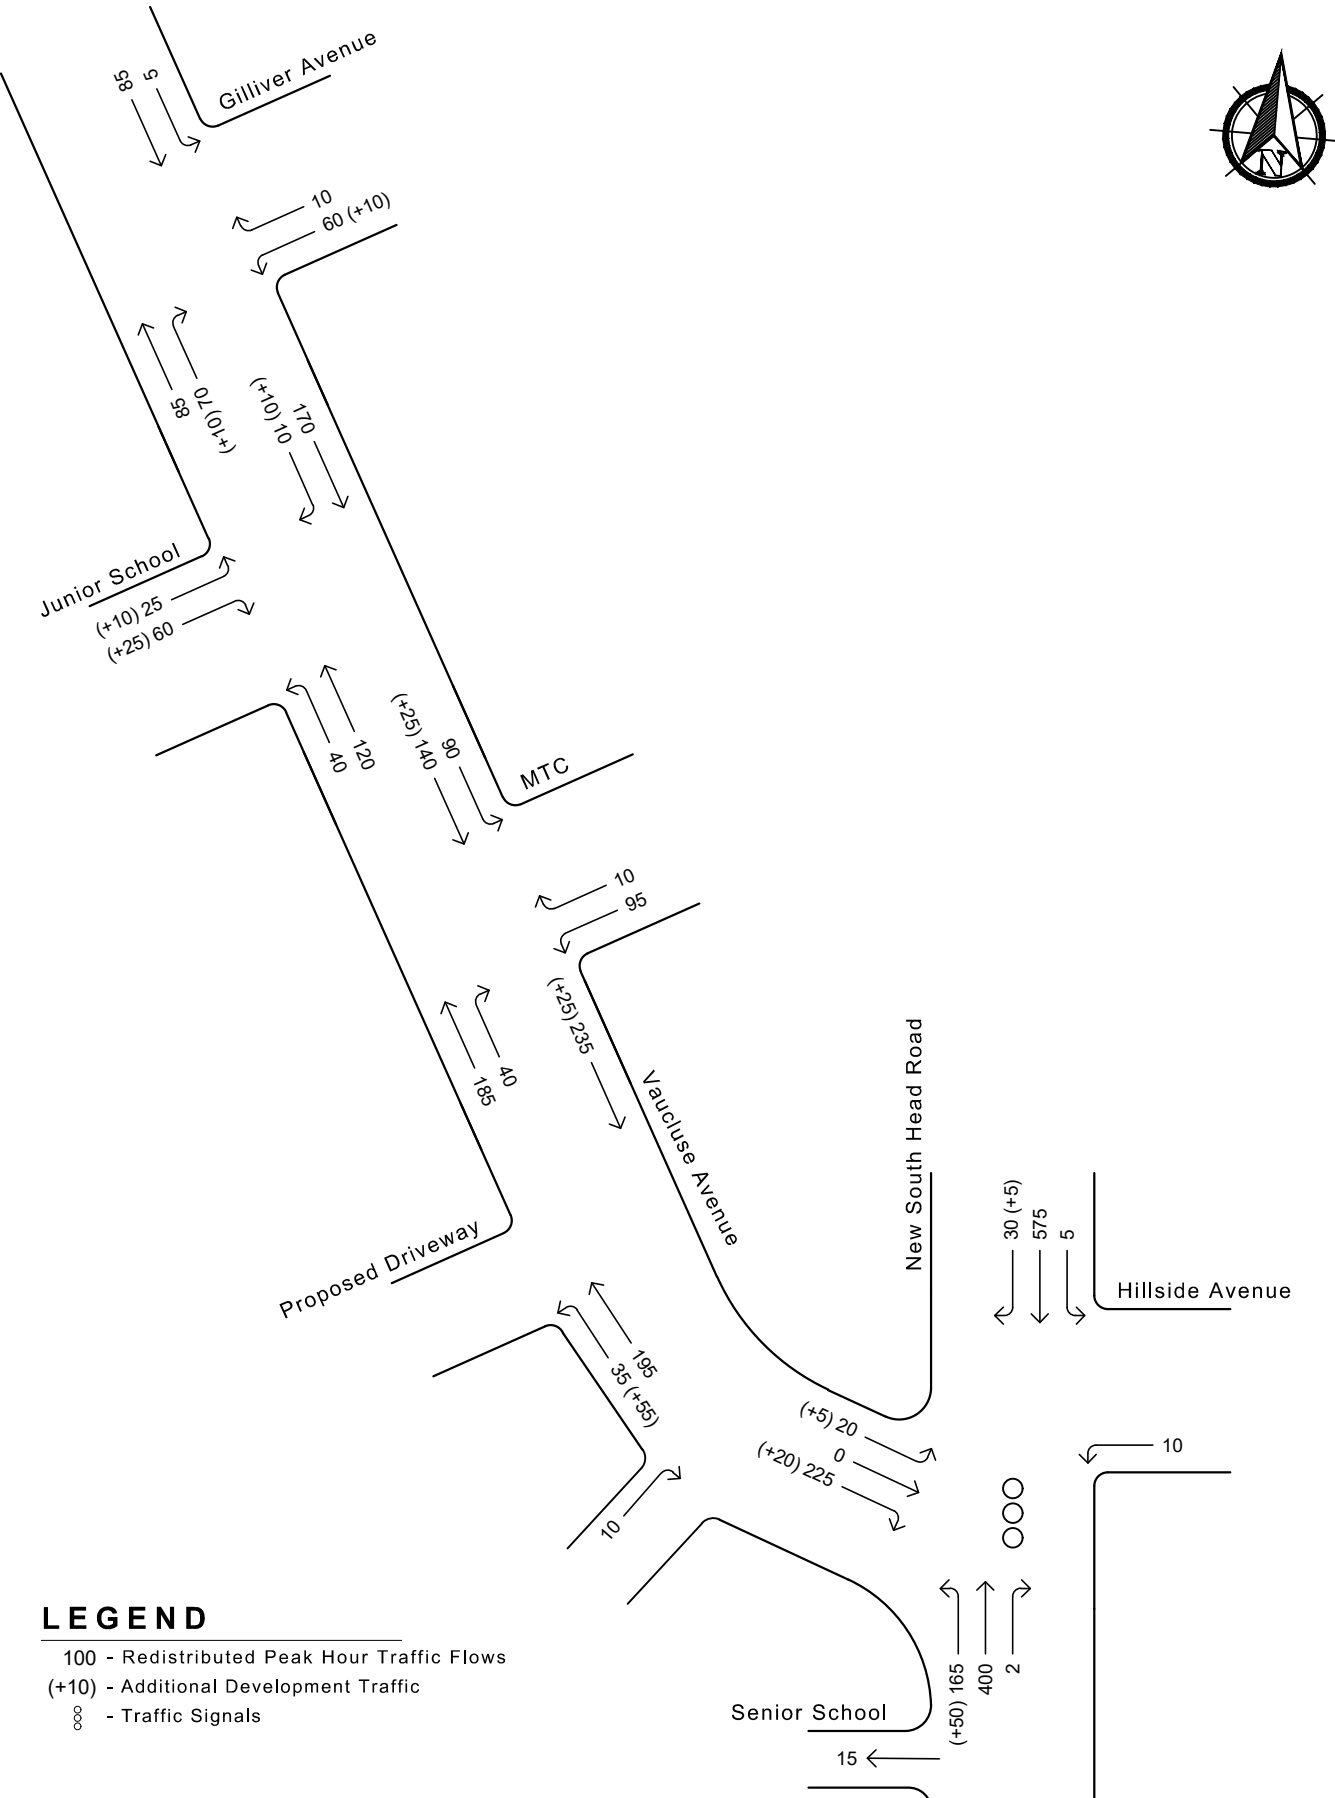 Gilliver Avenue
85
5
10
60 (+10)
85
(+10) 70
(+10) 10
170
Junior School
(+10) 25
(+25) 60
40
120
(+25) 140
90
MTC
10
95
(+25) 235
185
40
Vaucluse Avenue
New South Head Road
30 (+5)
575
5
Hillside Avenue
Proposed Driveway
195
35 (+55)
(+5) 20
0
(+20) 225
10
10
(+50) 165
400
2
Senior School
15
N
LEGEND
100 - Redistributed Peak Hour Traffic Flows
(+10) - Additional Development Traffic
- Traffic Signals